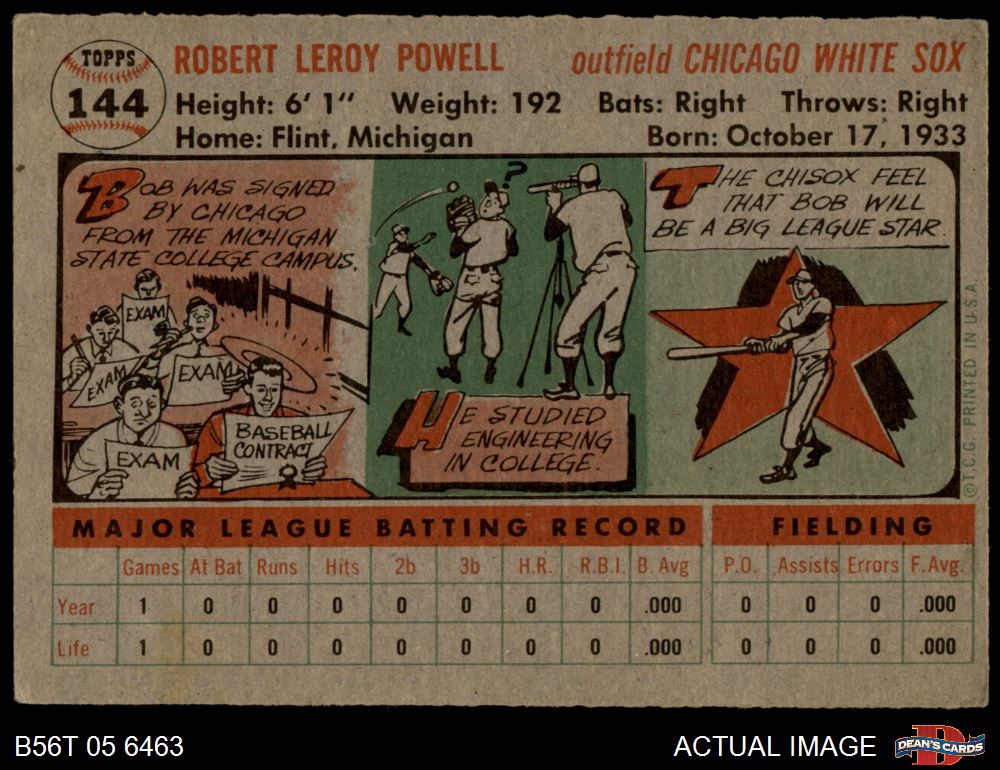 TOPPS
144
ROBERT LEROY POWELL outfield CHICAGO WHITE SOX
Height: 6' 1" Weight: 192 Bats: Right Throws: Right
Home: Flint, Michigan Born: October 17, 1933
BOB WAS SIGNED
BY CHICAGO
FROM THE MICHIGAN
STATE COLLEGE CAMPUS.
EXAM
EXAM
EXAM
EXAM
BASEBALL
CONTRACT
?
HE STUDIED
ENGINEERING
IN COLLEGE.
THE CHISOX FEEL
THAT BOB WILL
BE A BIG LEAGUE STAR.
©T.C.G. PRINTED IN U.S.A.
MAJOR LEAGUE BATTING RECORD FIELDING
Games At Bat Runs Hits 2b 3b H.R. R.B.I. B. Avg P.O. Assists Errors F. Avg.
Year 1 0 0 0 0 0 0 0 .000 0 0 0 .000
Life 1 0 0 0 0 0 0 0 .000 0 0 0 .000
B56T 05 6463 ACTUAL IMAGE
D
DEAN'S CARDS